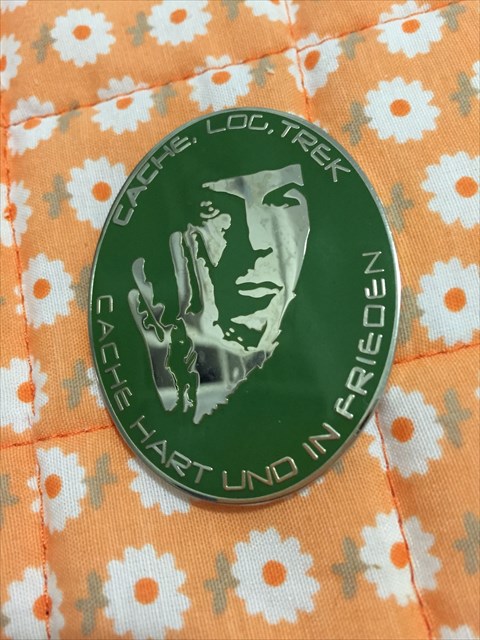 CACHE, LOG, TREK
CACHE HART UND IN FRIEDEN